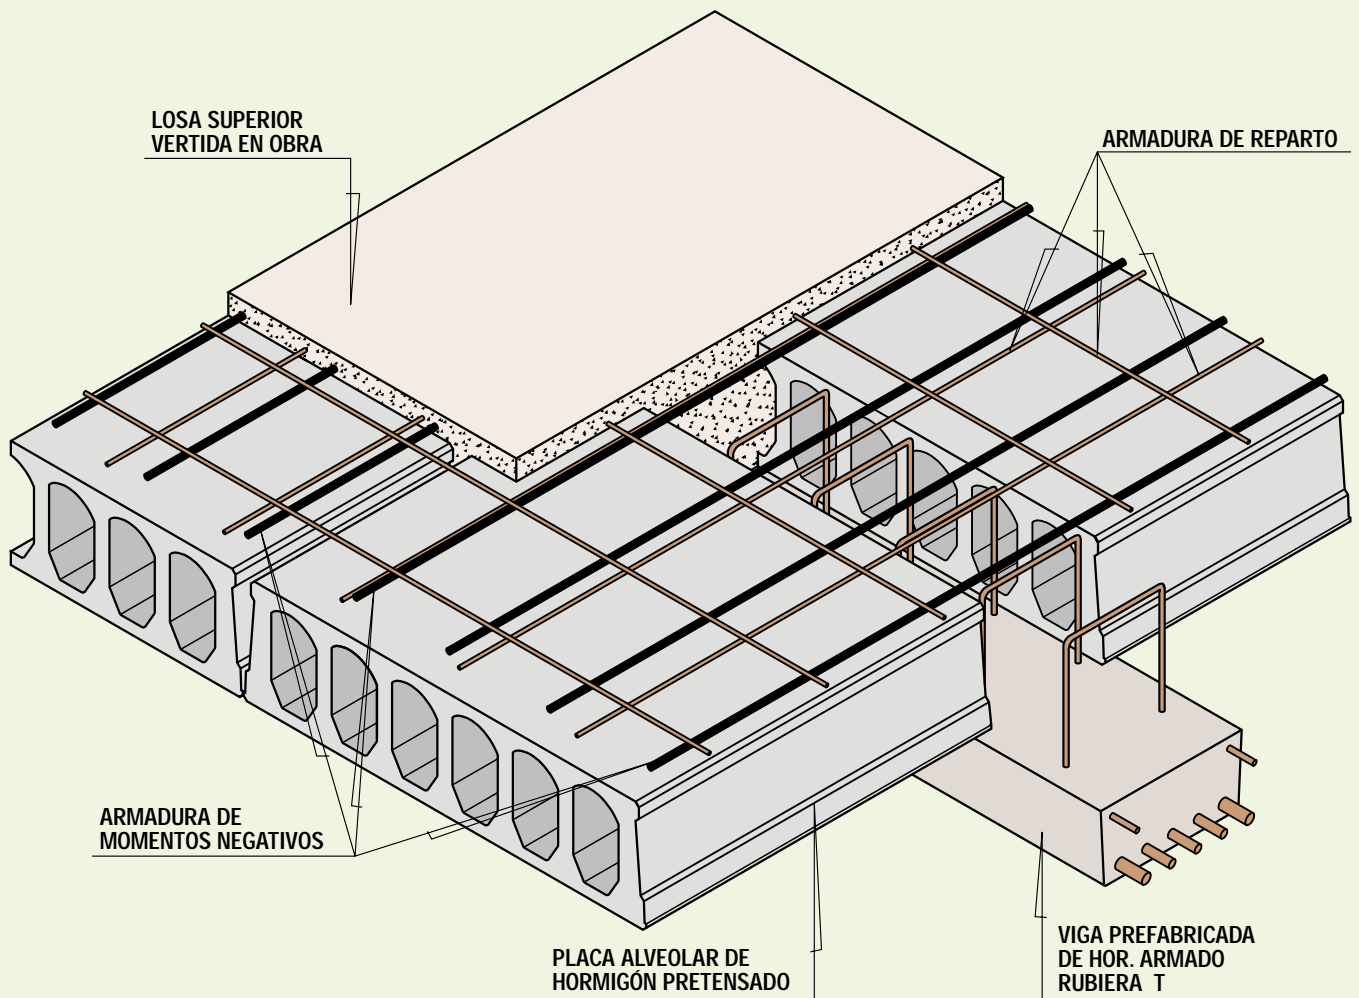 LOSA SUPERIOR
VERTIDA EN OBRA
ARMADURA DE REPARTO
ARMADURA DE
MOMENTOS NEGATIVOS
PLACA ALVEOLAR DE
HORMIGÓN PRETENSADO
VIGA PREFABRICADA
DE HOR. ARMADO
RUBIERA T